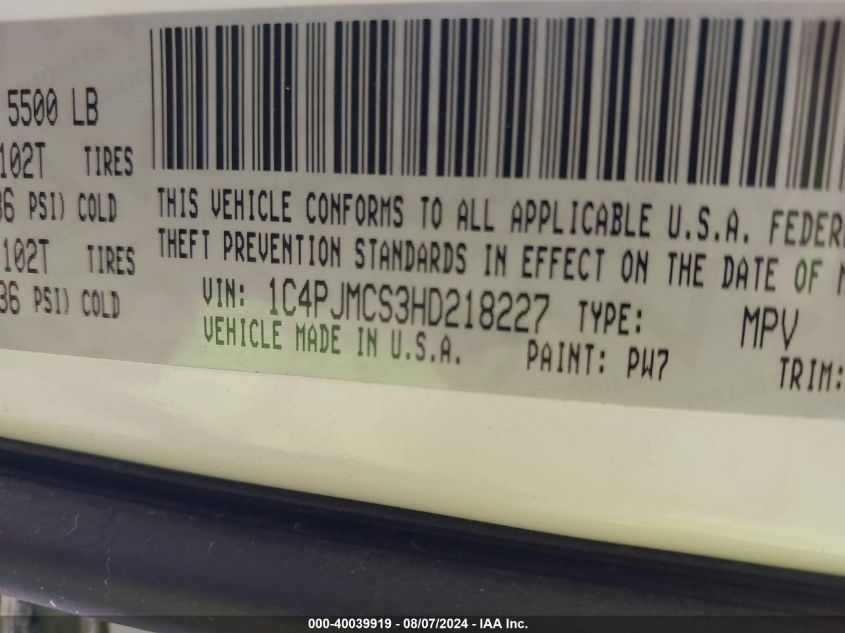 5500 LB
102T TIRES
36 PSI) COLD
102T TIRES
36 PSI) COLD
THIS VEHICLE CONFORMS TO ALL APPLICABLE U.S.A. FEDER
THEFT PREVENTION STANDARDS IN EFFECT ON THE DATE OF
VIN: 1C4PJMCS3HD218227 TYPE: MPV
VEHICLE MADE IN U.S.A. PAINT: PW7 TRIM:
000-40039919 - 08/07/2024 - IAA Inc.